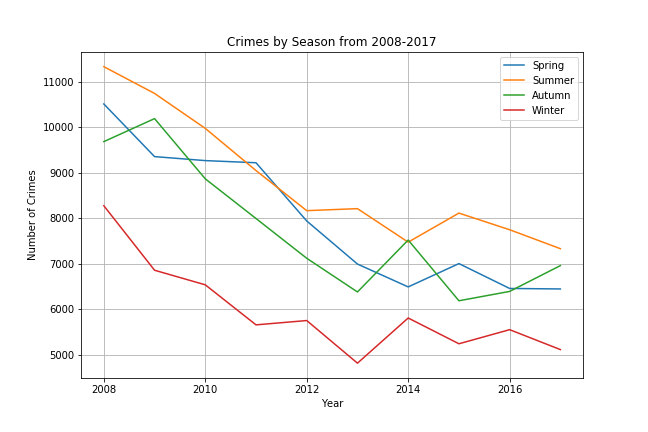 Crimes by Season from 2008-2017
Spring
Summer
Autumn
Winter
11000
10000
9000
8000
7000
6000
5000
Number of Crimes
2008
2010
2012
2014
2016
Year